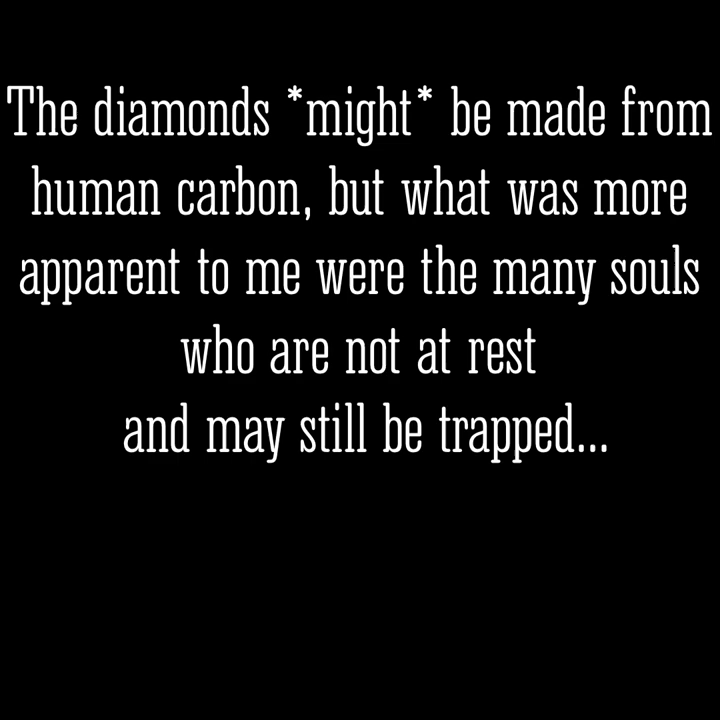 The diamonds *might* be made from
human carbon, but what was more
apparent to me were the many souls
who are not at rest
and may still be trapped...